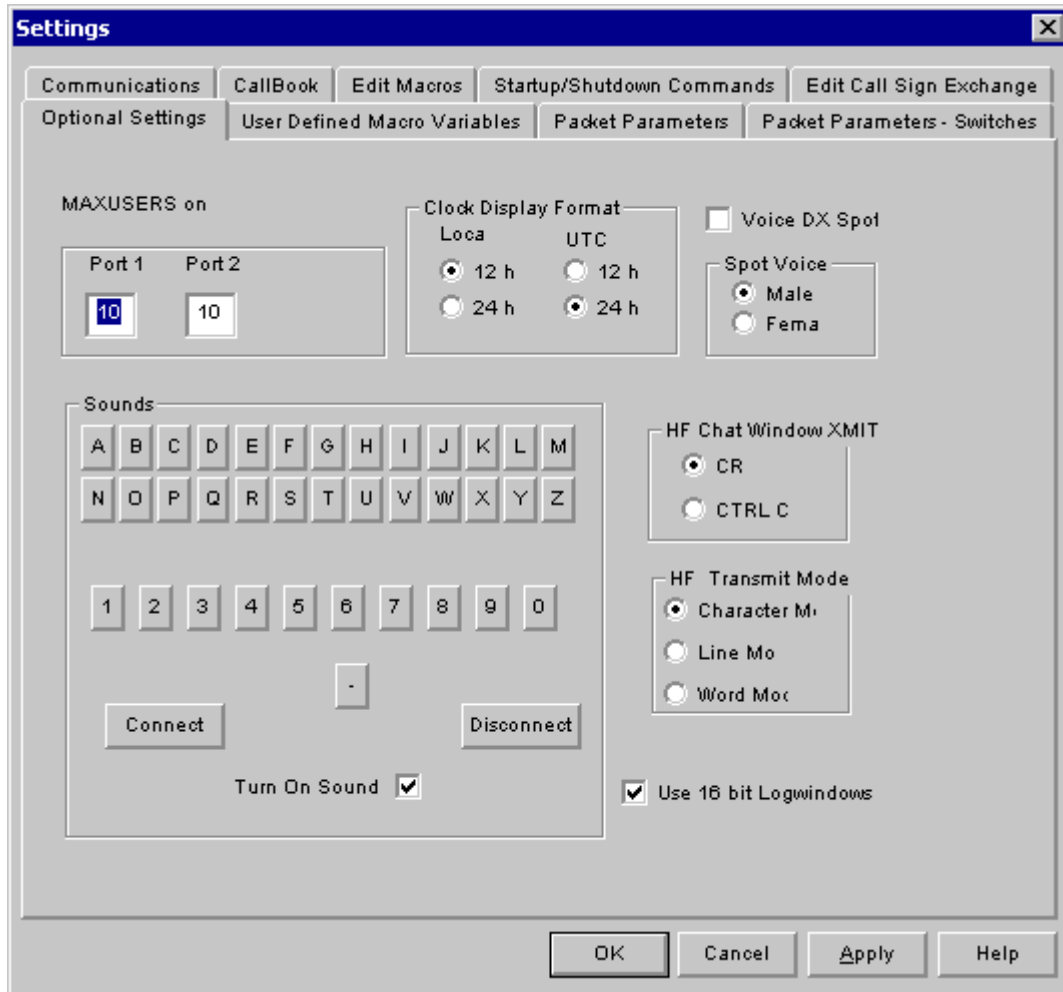 Settings
Communications CallBook Edit Macros Startup/Shutdown Commands Edit Call Sign Exchange
Optional Settings User Defined Macro Variables Packet Parameters Packet Parameters - Switches
MAXUSERS on
Port 1 Port 2
10 10
Clock Display Format
Loca UTC
12 h 12 h
24 h 24 h
Voice DX Spot
Spot Voice
Male
Fema
Sounds
A B C D E F G H I J K L M
N O P Q R S T U V W X Y Z
1 2 3 4 5 6 7 8 9 0
-
Connect Disconnect
Turn On Sound
HF Chat Window XMIT
CR
CTRL C
HF Transmit Mode
Character Mo
Line Mo
Word Moc
Use 16 bit Logwindows
OK Cancel Apply Help